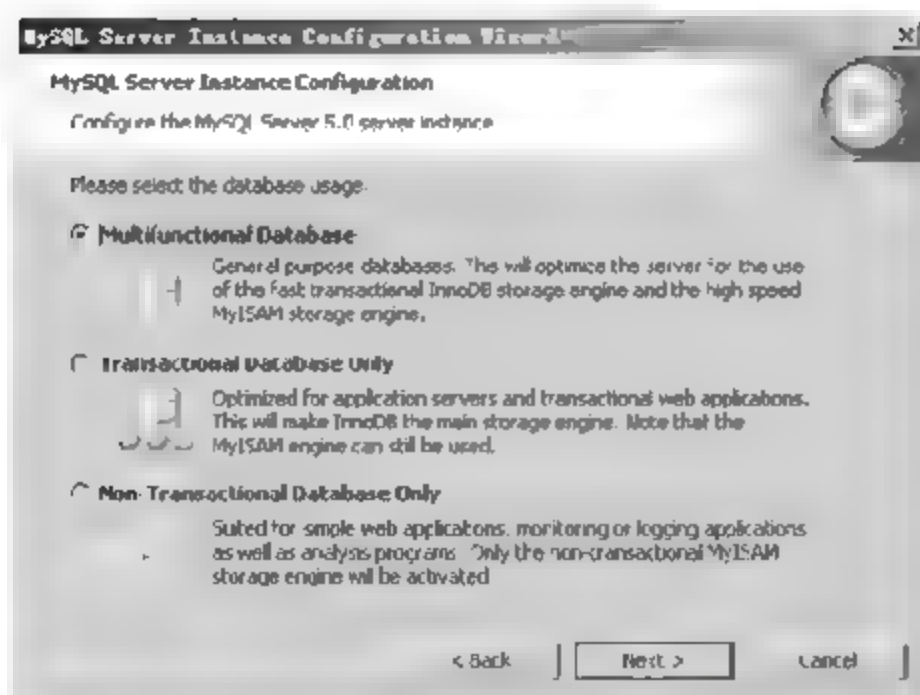 MySQL Server Instance Configuration Wizard
MySQL Server Instance Configuration
Configure the MySQL Server 5.0 server instance
Please select the database usage.
Multifunctional Database
General purpose databases. This will optimize the server for the use
of the fast transactional InnoDB storage engine and the high speed
MyISAM storage engine.
Transactional Database Only
Optimized for application servers and transactional web applications.
This will make InnoDB the main storage engine. Note that the
MyISAM engine can still be used.
Non-Transactional Database Only
Suited for simple web applications, monitoring or logging applications
as well as analysis programs. Only the non-transactional MyISAM
storage engine will be activated
< Back
Next >
Cancel